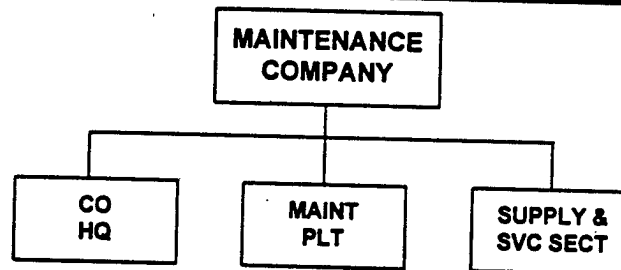 MAINTENANCE
COMPANY
CO
HQ
MAINT
PLT
SUPPLY &
SVC SECT